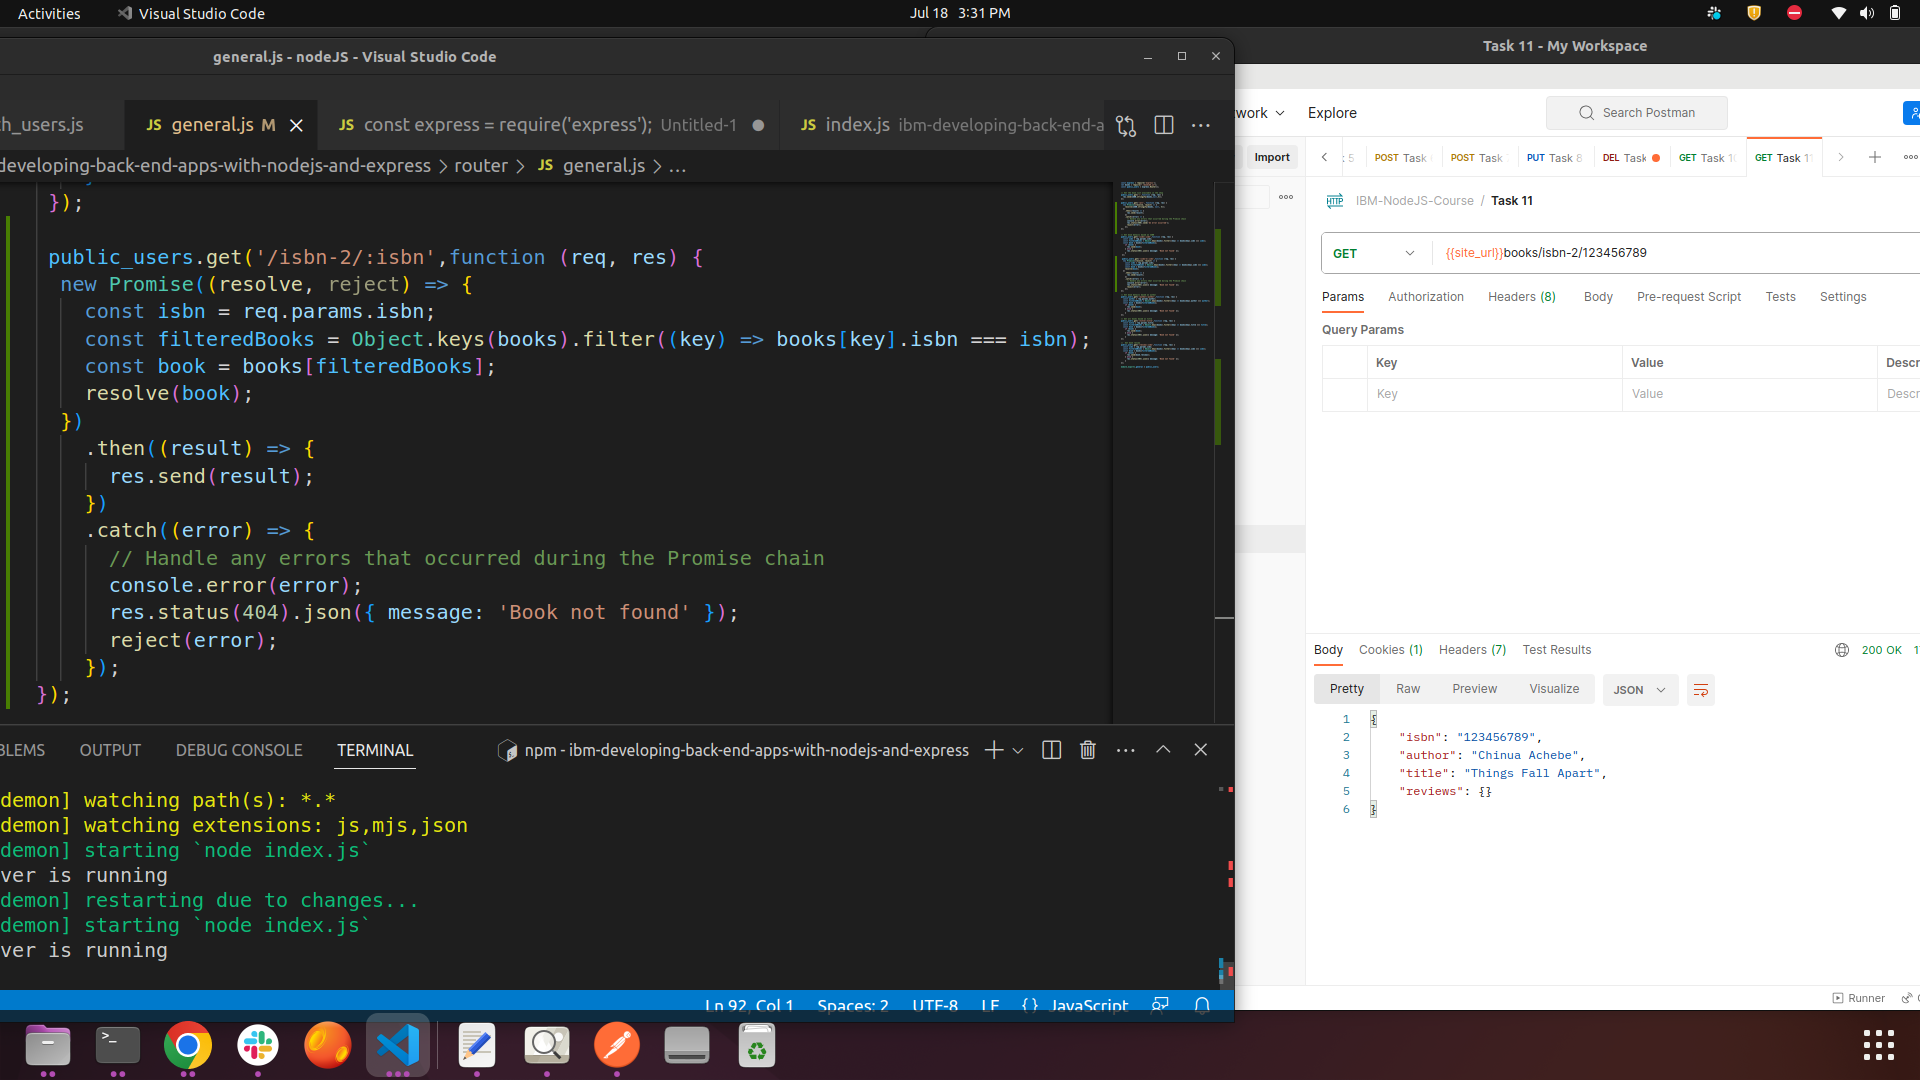 Activities
Visual Studio Code
Jul 18 3:31 PM
general.js - nodeJS - Visual Studio Code
Task 11 - My Workspace
h_users.js
JS general.js M
JS const express = require('express'); Untitled-1
JS index.js ibm-developing-back-end-a
developing-back-end-apps-with-nodejs-and-express > router > JS general.js > ...
});
public_users.get('/isbn-2/:isbn',function (req, res) {
new Promise((resolve, reject) => {
const isbn = req.params.isbn;
const filteredBooks = Object.keys(books).filter((key) => books[key].isbn === isbn);
const book = books[filteredBooks];
resolve(book);
})
.then((result) => {
res.send(result);
})
.catch((error) => {
// Handle any errors that occurred during the Promise chain
console.error(error);
res.status(404).json({ message: 'Book not found' });
reject(error);
});
});
BLEMS
OUTPUT
DEBUG CONSOLE
TERMINAL
npm - ibm-developing-back-end-apps-with-nodejs-and-express
demon] watching path(s): *.*
demon] watching extensions: js,mjs,json
demon] starting `node index.js`
ver is running
demon] restarting due to changes...
demon] starting `node index.js`
ver is running
Ln 92, Col 1
Spaces: 2
UTF-8
LF
{ } JavaScript
work
Explore
Search Postman
Import
5
POST Task
POST Task
PUT Task 8
DEL Task
GET Task 1
GET Task 11
HTTP IBM-NodeJS-Course / Task 11
GET
{{site_url}}books/isbn-2/123456789
Params
Authorization
Headers (8)
Body
Pre-request Script
Tests
Settings
Query Params
Key
Value
Descr
Key
Value
Descr
Body
Cookies (1)
Headers (7)
Test Results
200 OK
Pretty
Raw
Preview
Visualize
JSON
1 {
2 "isbn": "123456789",
3 "author": "Chinua Achebe",
4 "title": "Things Fall Apart",
5 "reviews": {}
6 }
Runner